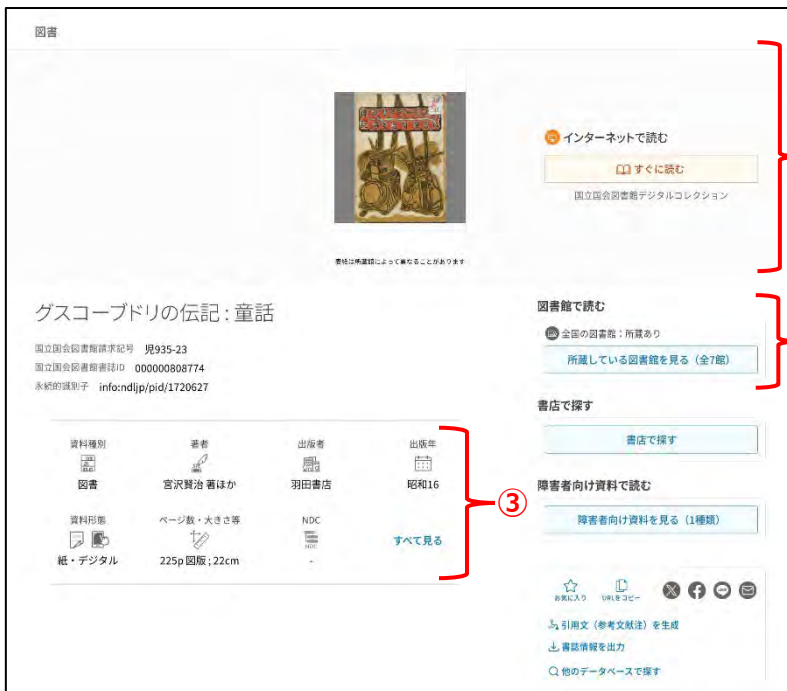 図書
インターネットで読む
すぐに読む
国立国会図書館デジタルコレクション
表紙は所蔵館によって異なることがあります
グスコーブドリの伝記 : 童話
国立国会図書館請求記号 児935-23
国立国会図書館書誌ID 000000808774
永続的識別子 info:ndljp/pid/1720627
図書館で読む
全国の図書館：所蔵あり
所蔵している図書館を見る（全7館）
書店で探す
書店で探す
障害者向け資料で読む
障害者向け資料を見る（1種類）
資料種別 著者 出版者 出版年
図書 宮沢賢治 著ほか 羽田書店 昭和16
資料形態 ページ数・大きさ等 NDC
NDC
すべて見る
紙・デジタル 225p 図版 ; 22cm -
③
お気に入り URLをコピー
引用文（参考文献注）を生成
書誌情報を出力
他のデータベースで探す